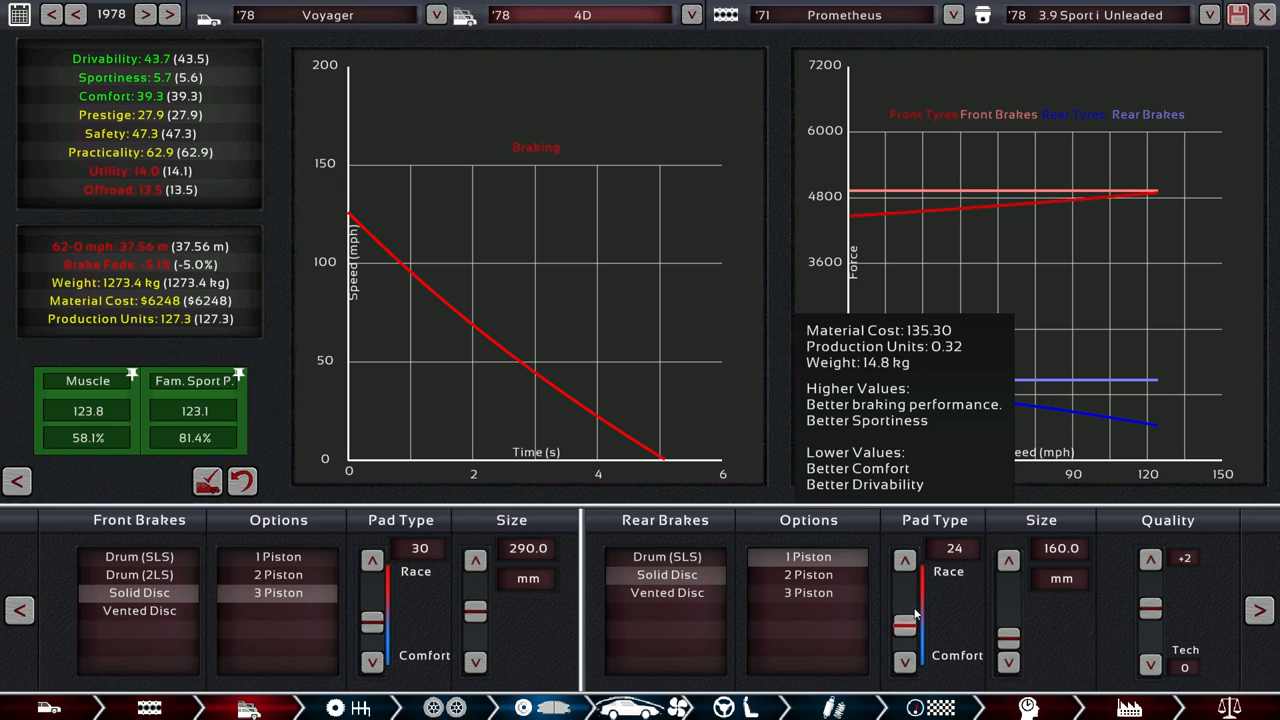 1978
'78 Voyager
'78 4D
'71 Prometheus
'78 3.9 Sport i Unleaded
Drivability: 43.7 (43.5)
Sportiness: 5.7 (5.6)
Comfort: 39.3 (39.3)
Prestige: 27.9 (27.9)
Safety: 47.3 (47.3)
Practicality: 62.9 (62.9)
Utility: 14.0 (14.1)
Offroad: 13.5 (13.5)
62-0 mph: 37.56 m (37.56 m)
Brake Fade: -5.1% (-5.0%)
Weight: 1273.4 kg (1273.4 kg)
Material Cost: $6248 ($6248)
Production Units: 127.3 (127.3)
Muscle
123.8
58.1%
Fam. Sport P.
123.1
81.4%
200
150
100
50
0
Braking
Speed (mph)
Time (s)
0 2 4 6
7200
6000
4800
3600
Front Tyres Front Brakes Rear Tyres Rear Brakes
Force
eed (mph)
90 120 150
Material Cost: 135.30
Production Units: 0.32
Weight: 14.8 kg
Higher Values:
Better braking performance.
Better Sportiness
Lower Values:
Better Comfort
Better Drivability
Front Brakes
Drum (SLS)
Drum (2LS)
Solid Disc
Vented Disc
Options
1 Piston
2 Piston
3 Piston
Pad Type
30
Race
Comfort
Size
290.0
mm
Rear Brakes
Drum (SLS)
Solid Disc
Vented Disc
Options
1 Piston
2 Piston
3 Piston
Pad Type
24
Race
Comfort
Size
160.0
mm
Quality
+2
Tech
0